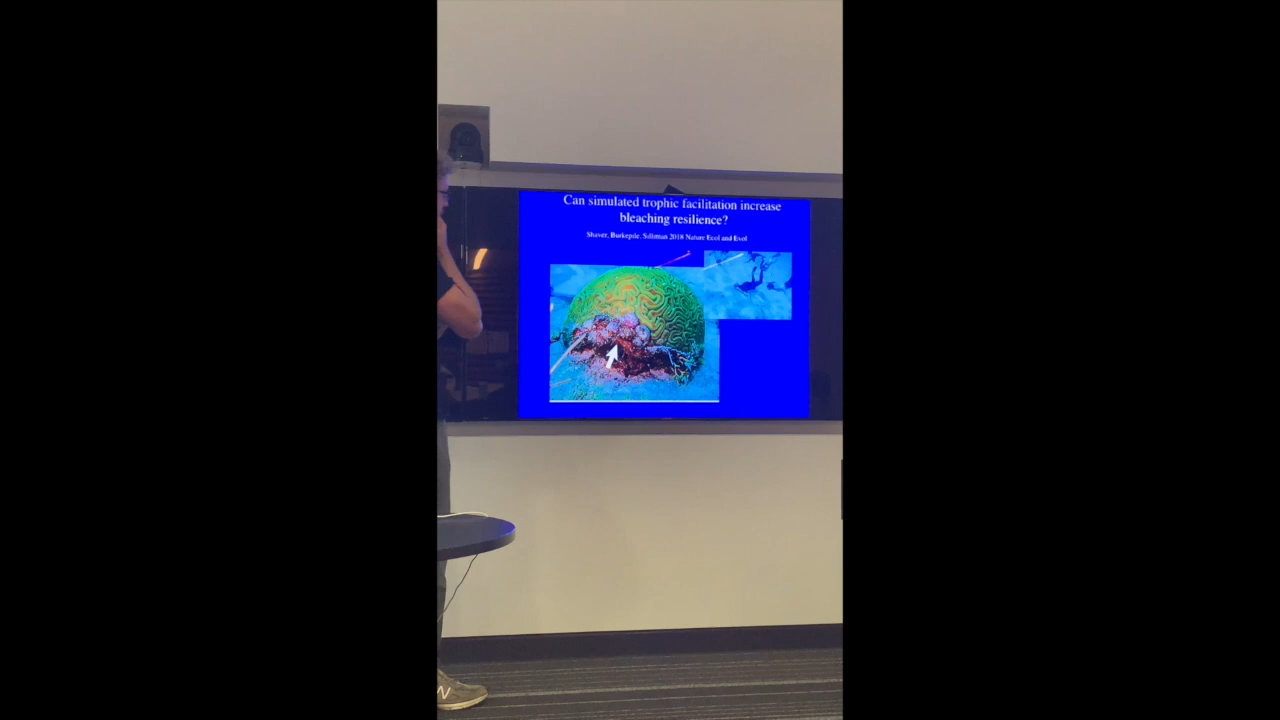 Can simulated trophic facilitation increase
bleaching resilience?
Shaver, Burkepile, Silliman 2018 Nature Ecol and Evol
N